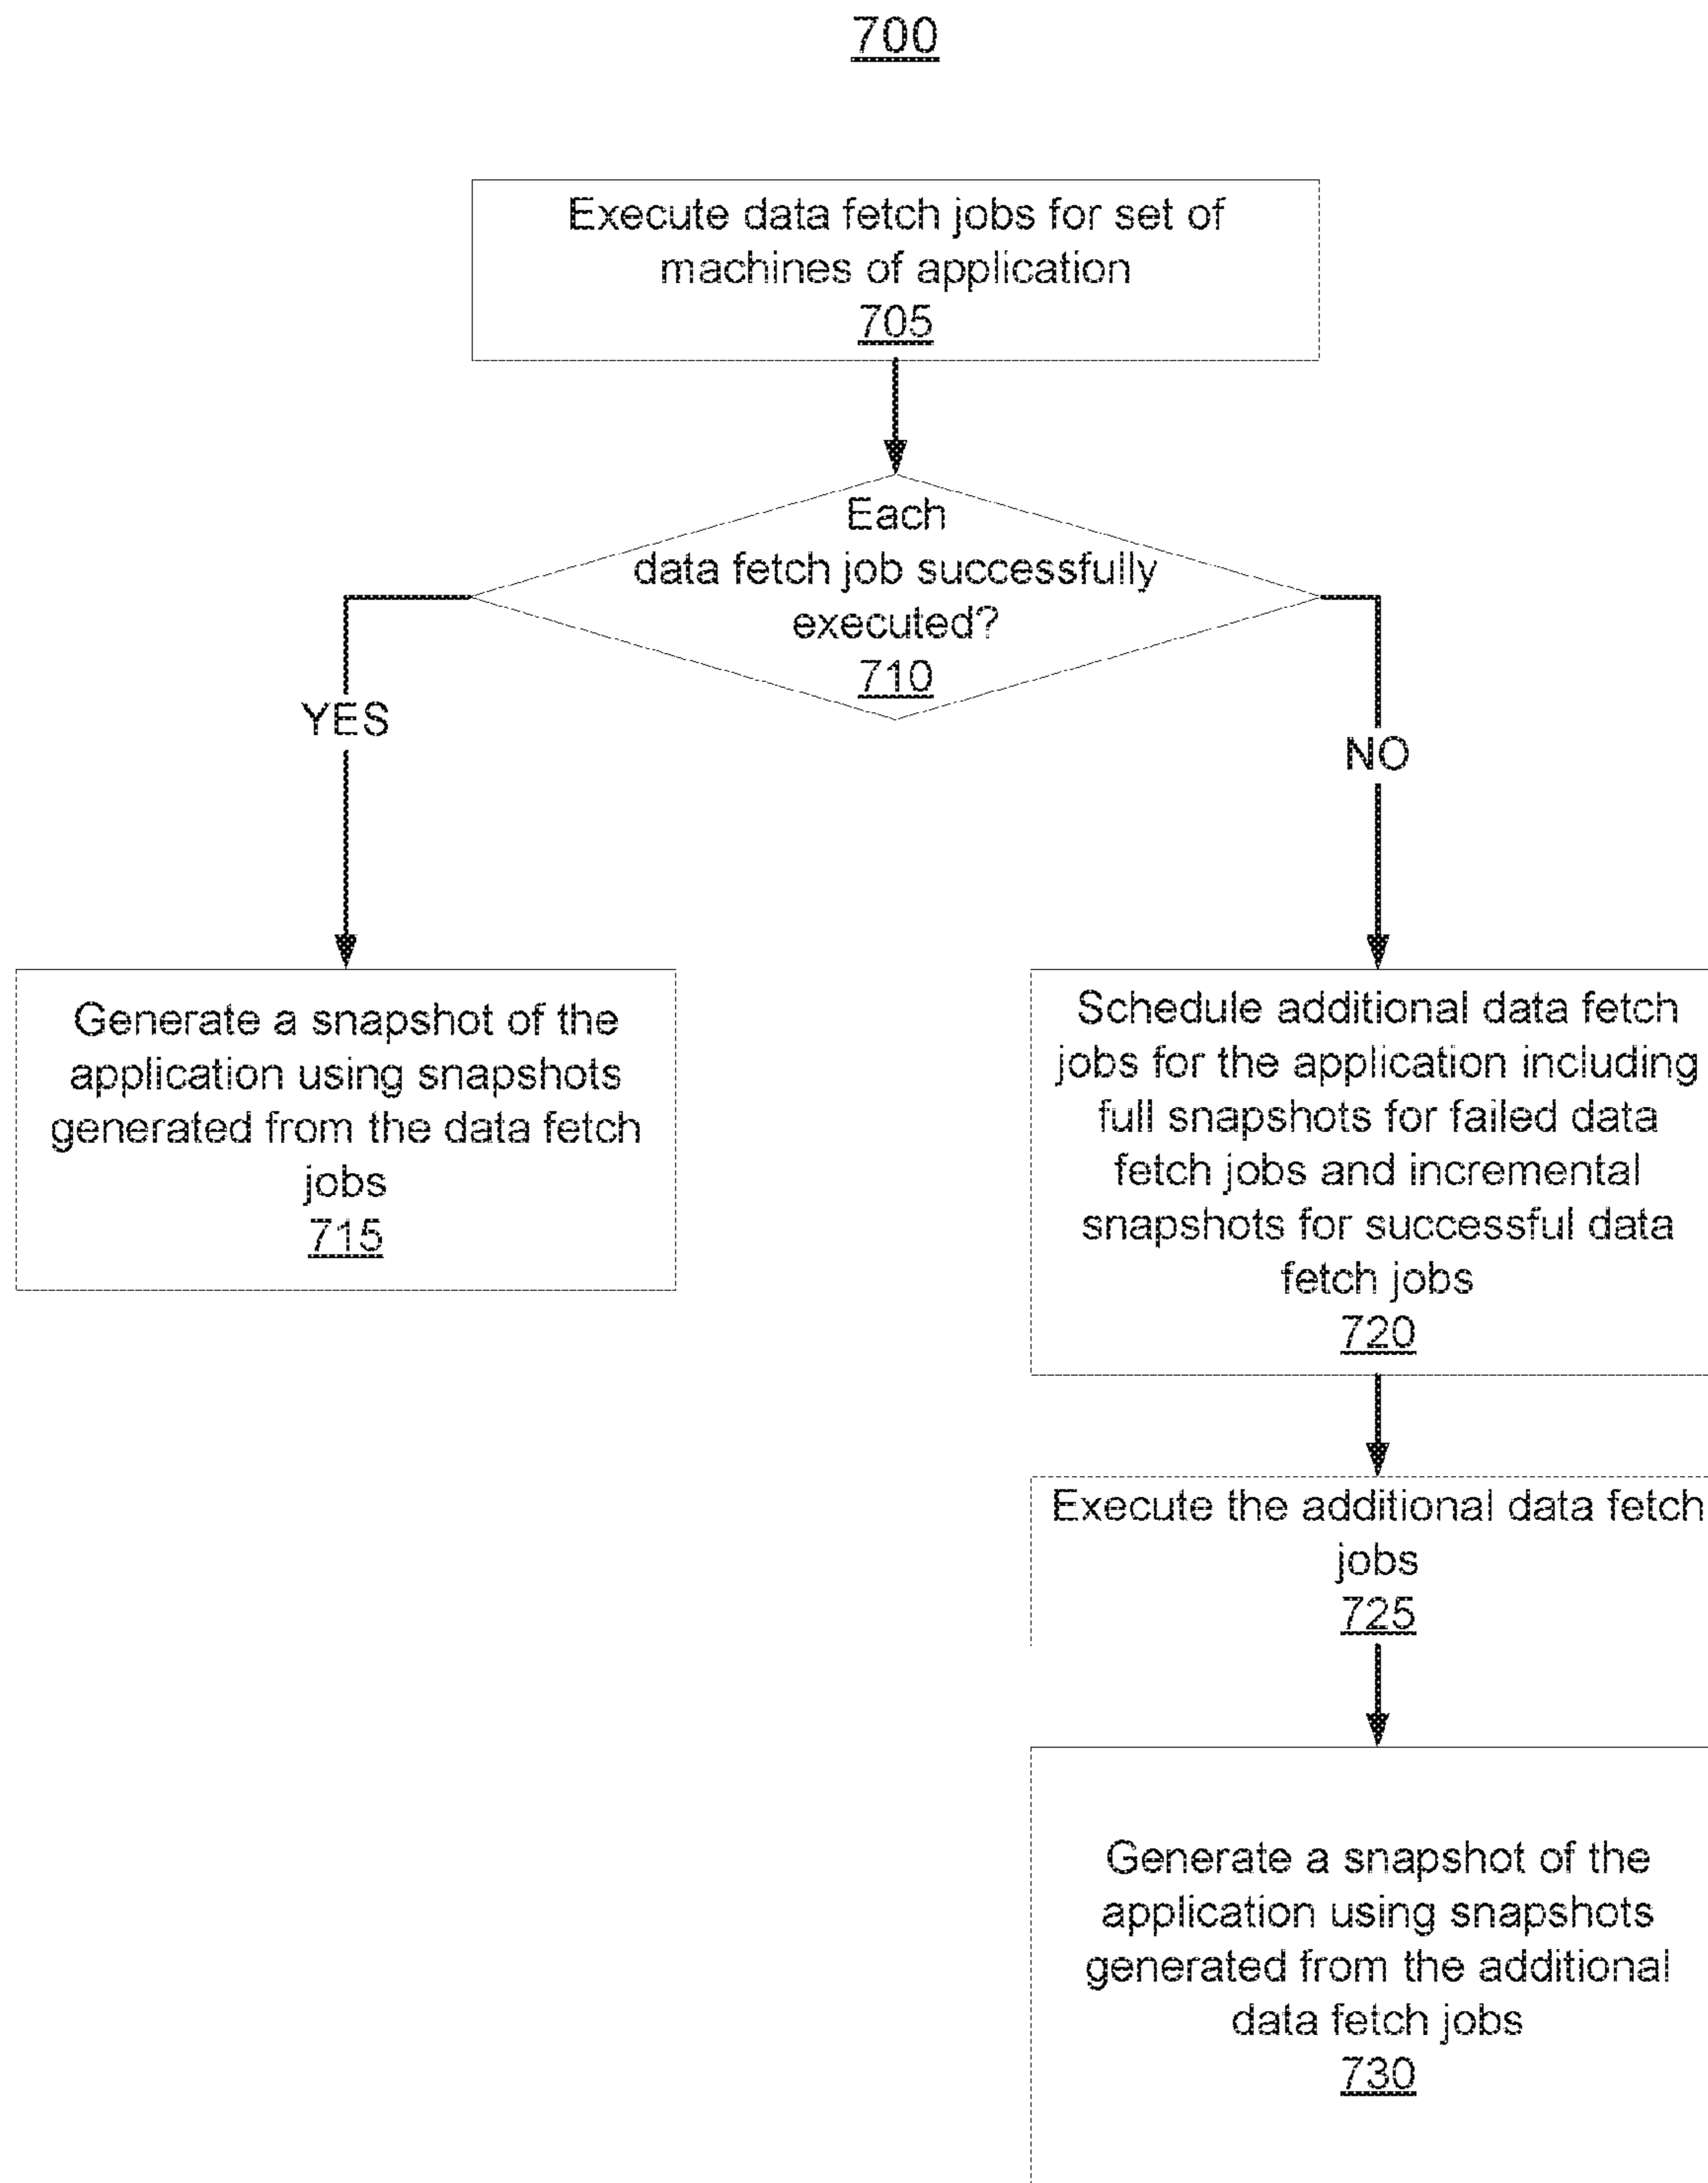 700
Execute data fetch jobs for set of
machines of application
705
Each
data fetch job successfully
executed?
710
YES
NO
Generate a snapshot of the
application using snapshots
generated from the data fetch
jobs
715
Schedule additional data fetch
jobs for the application including
full snapshots for failed data
fetch jobs and incremental
snapshots for successful data
fetch jobs
720
Execute the additional data fetch
jobs
725
Generate a snapshot of the
application using snapshots
generated from the additional
data fetch jobs
730